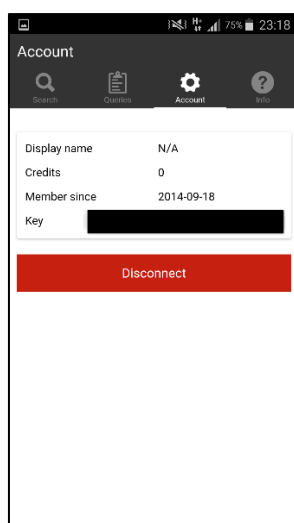 H+ 75% 23:18
Account
Search Queries Account Info
Display name N/A
Credits 0
Member since 2014-09-18
Key
Disconnect